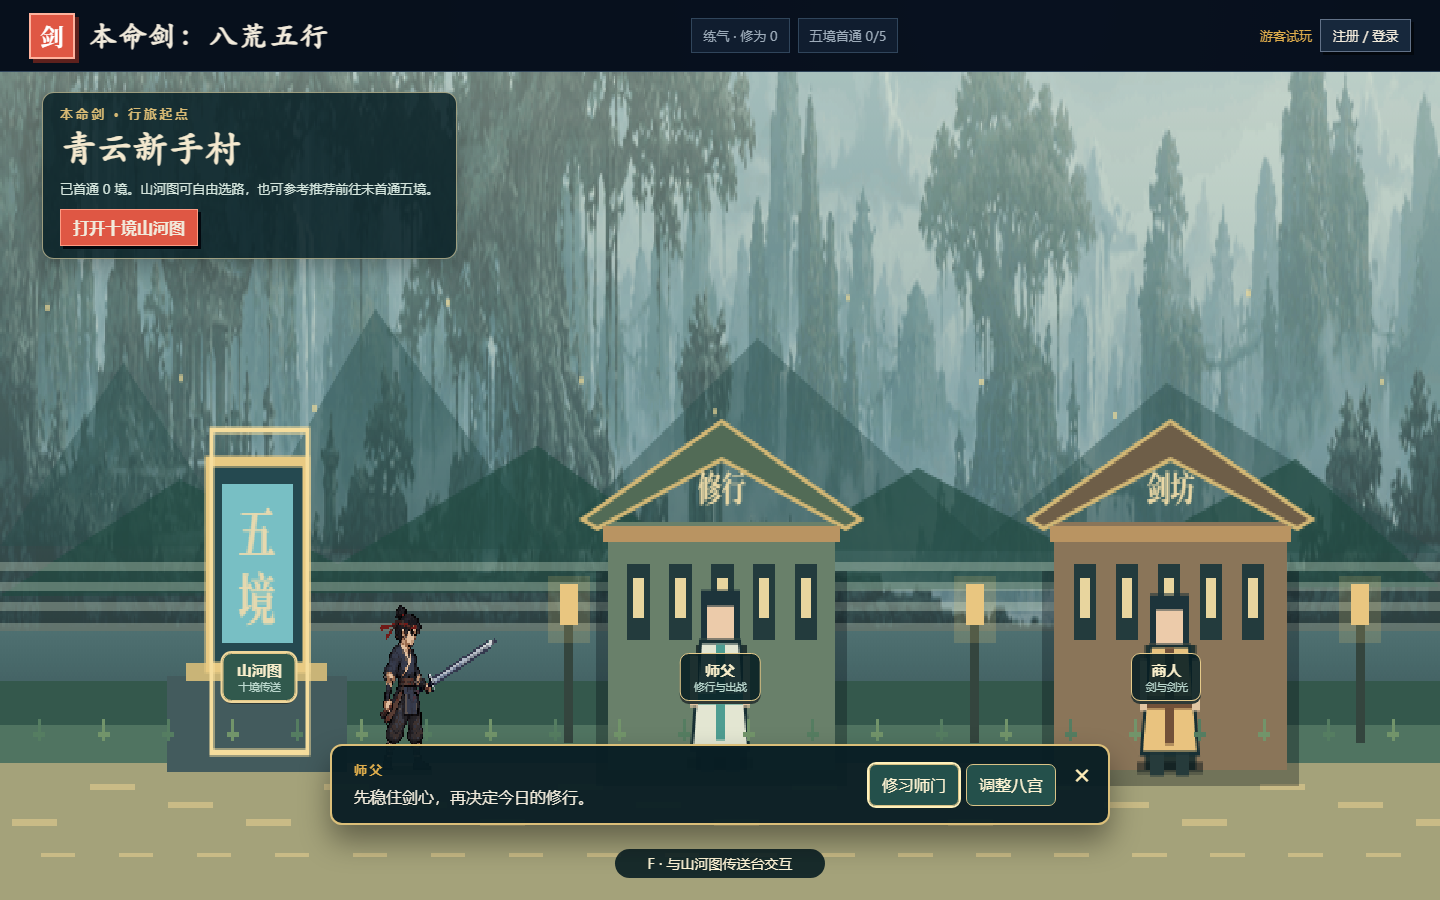 剑 本命剑：八荒五行
练气 · 修为 0
五境首通 0/5
游客试玩
注册 / 登录
本命剑 • 行旅起点
青云新手村
已首通 0 境。山河图可自由选路，也可参考推荐前往未首通五境。
打开十境山河图
修行
剑坊
五境
山河图
十境传送
师父
修行与出战
商人
剑与剑光
师父
先稳住剑心，再决定今日的修行。
修习师门
调整八宫
×
F · 与山河图传送台交互